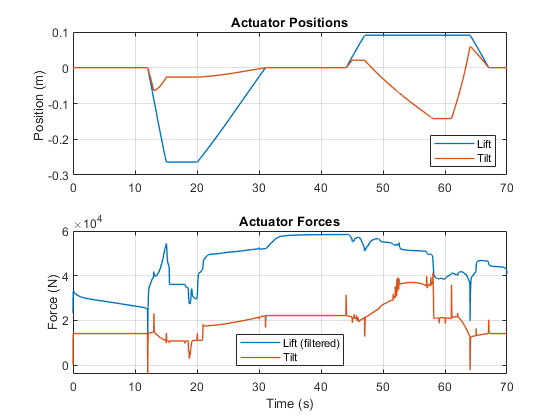 Actuator Positions
0.1
0
-0.1
-0.2
-0.3
Position (m)
Lift
Tilt
0 10 20 30 40 50 60 70
Actuator Forces
×10^4
6
4
2
0
Force (N)
Lift (filtered)
Tilt
0 10 20 30 40 50 60 70
Time (s)